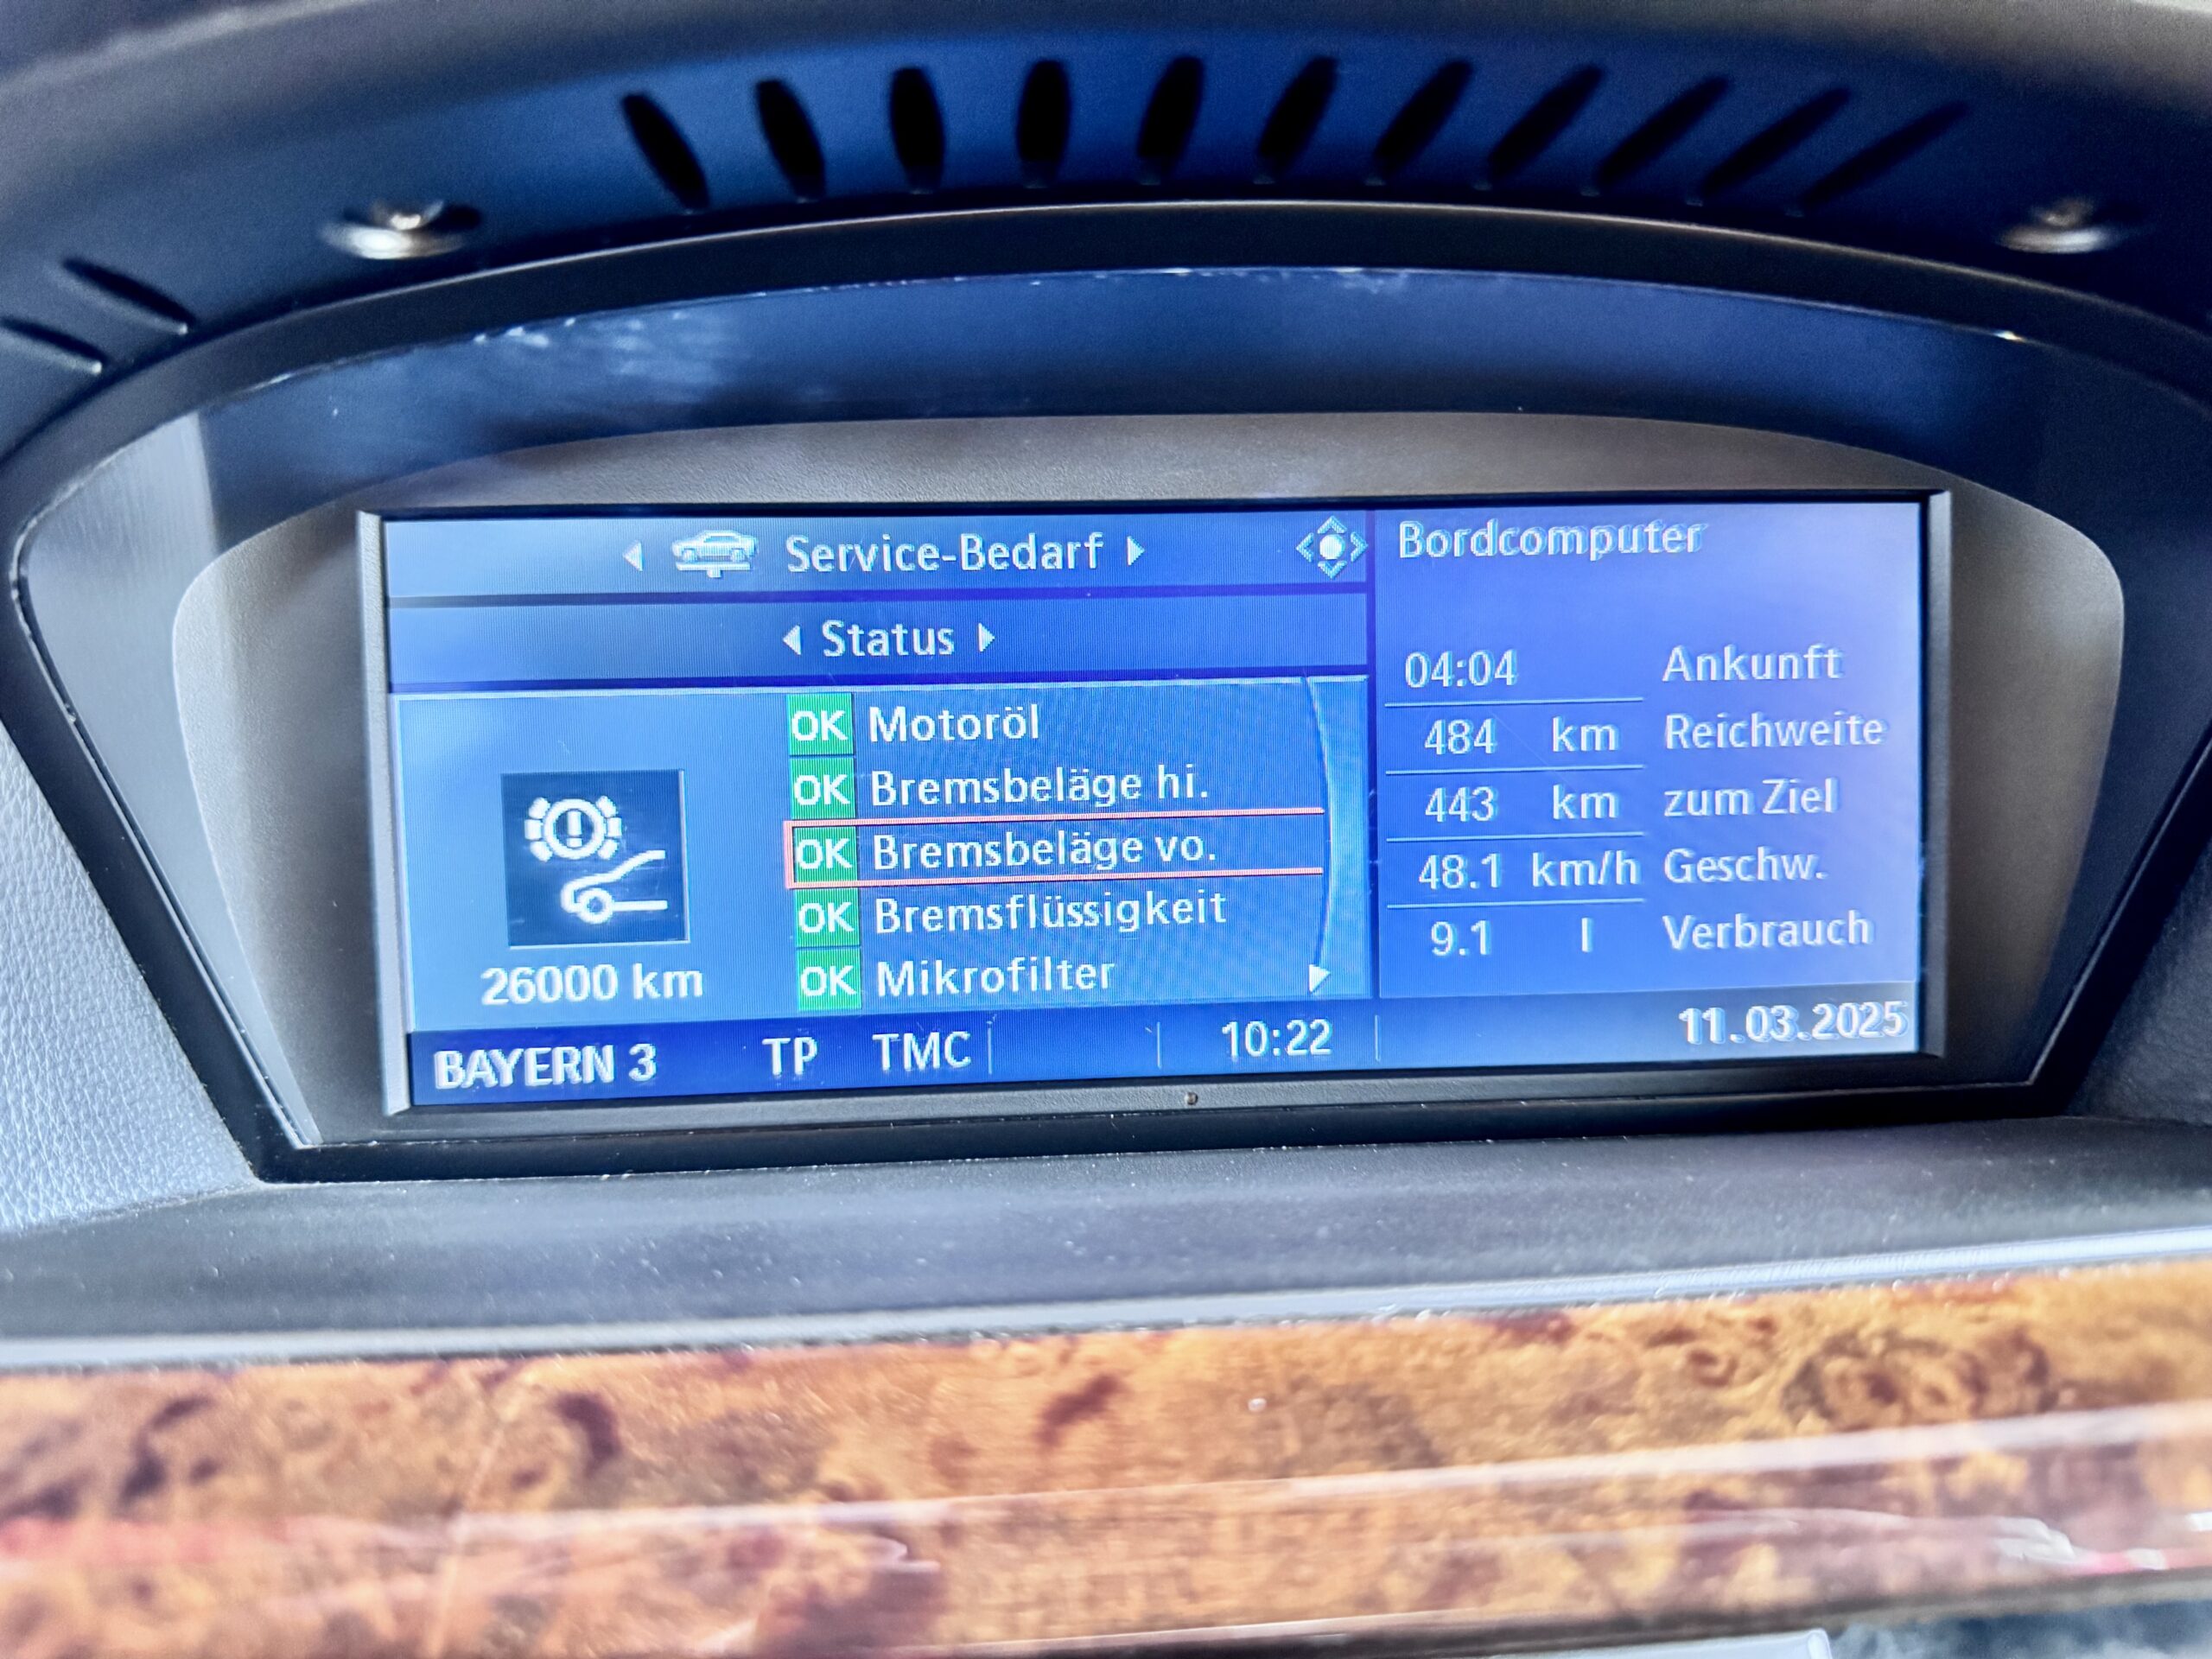 Service-Bedarf
Status
OK Motoröl
OK Bremsbeläge hi.
OK Bremsbeläge vo.
OK Bremsflüssigkeit
OK Mikrofilter
26000 km
Bordcomputer
04:04 Ankunft
484 km Reichweite
443 km zum Ziel
48.1 km/h Geschw.
9.1 l Verbrauch
BAYERN 3 TP TMC 10:22 11.03.2025